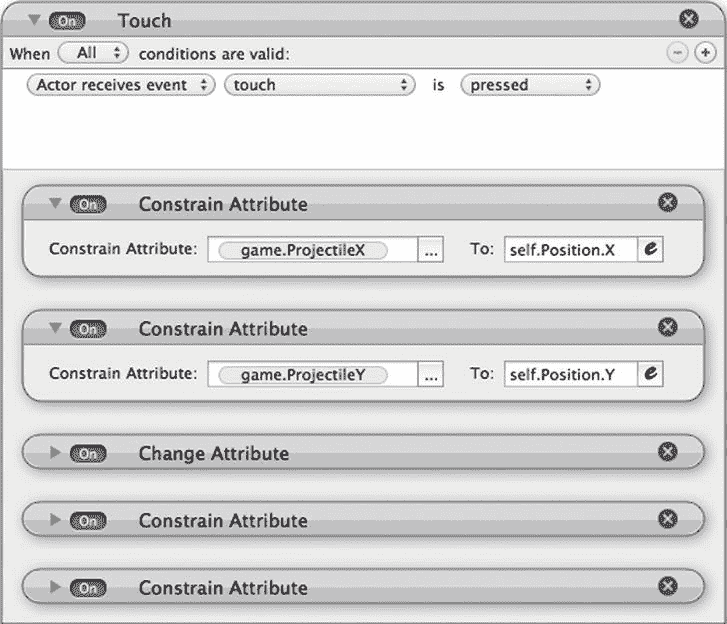 On Touch
When All conditions are valid:
Actor receives event touch is pressed
On Constrain Attribute
Constrain Attribute: game.ProjectileX ... To: self.Position.X e
On Constrain Attribute
Constrain Attribute: game.ProjectileY ... To: self.Position.Y e
On Change Attribute
On Constrain Attribute
On Constrain Attribute